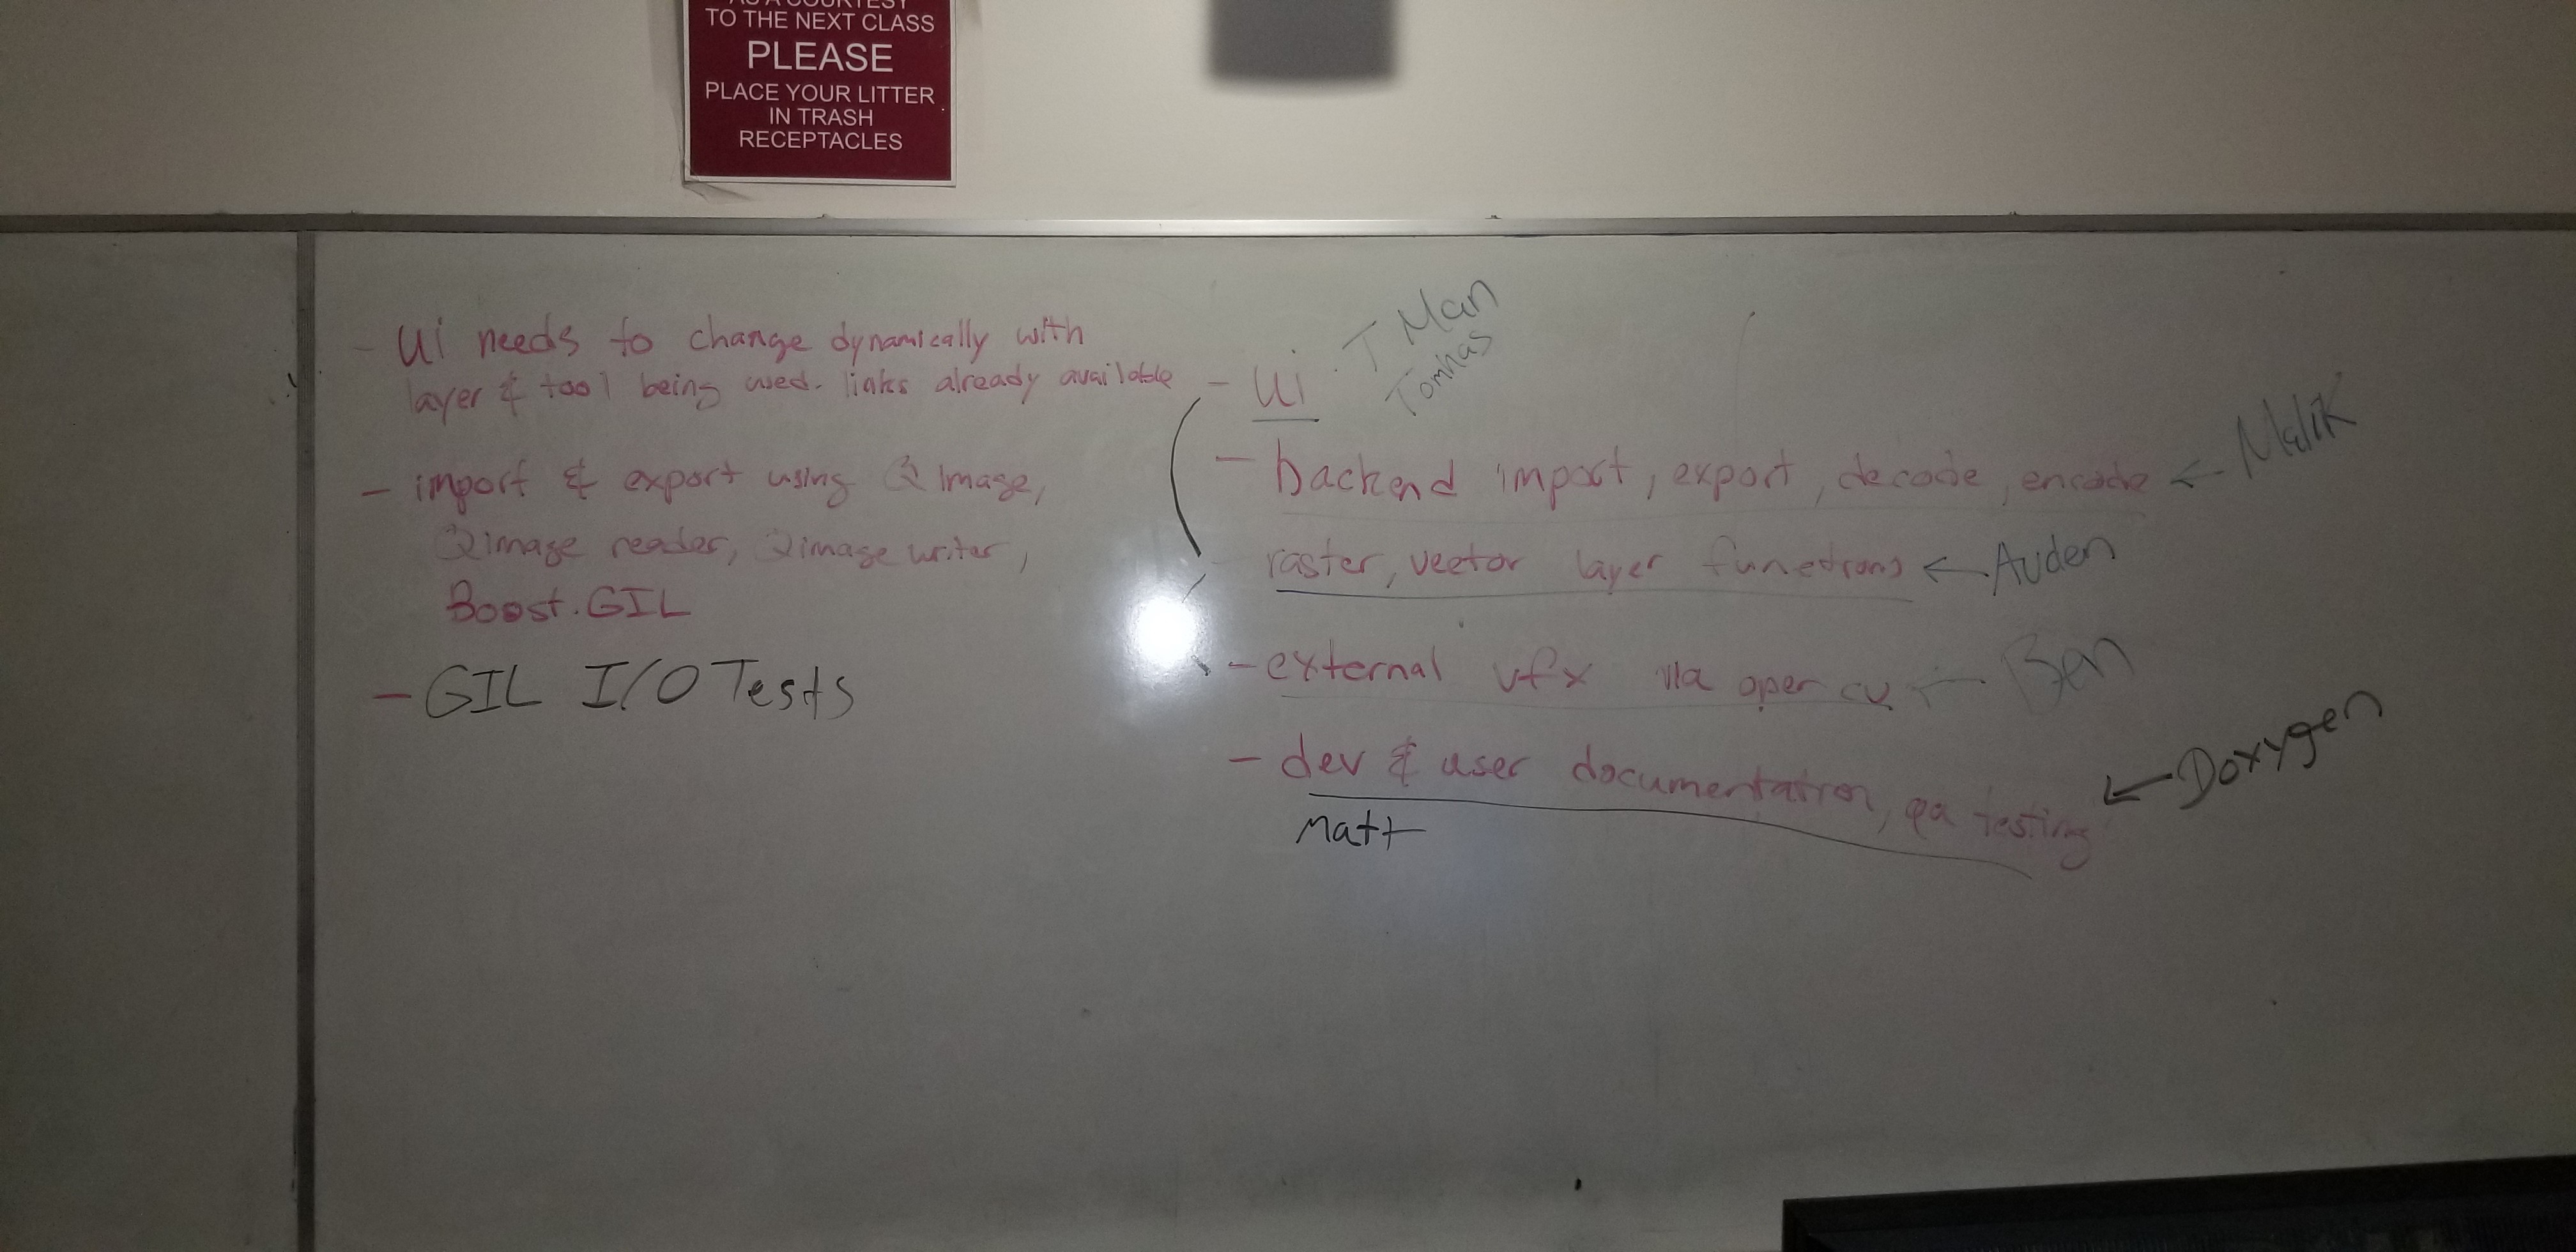 AS A COURTESY
TO THE NEXT CLASS
PLEASE
PLACE YOUR LITTER
IN TRASH
RECEPTACLES
- Ui needs to change dynamically with
layer & tool being used. links already available
- import & export using QImage,
QImage reader, Qimage writer,
Boost.GIL
- GIL I/O Tests
- Ui
T Man
Tomhas
- backend import, export, decode, encode ← Malik
raster, vector layer functions ← Auden
- external vfx via open cv ← Ben
- dev & user documentation, qa testing ← Doxygen
Matt